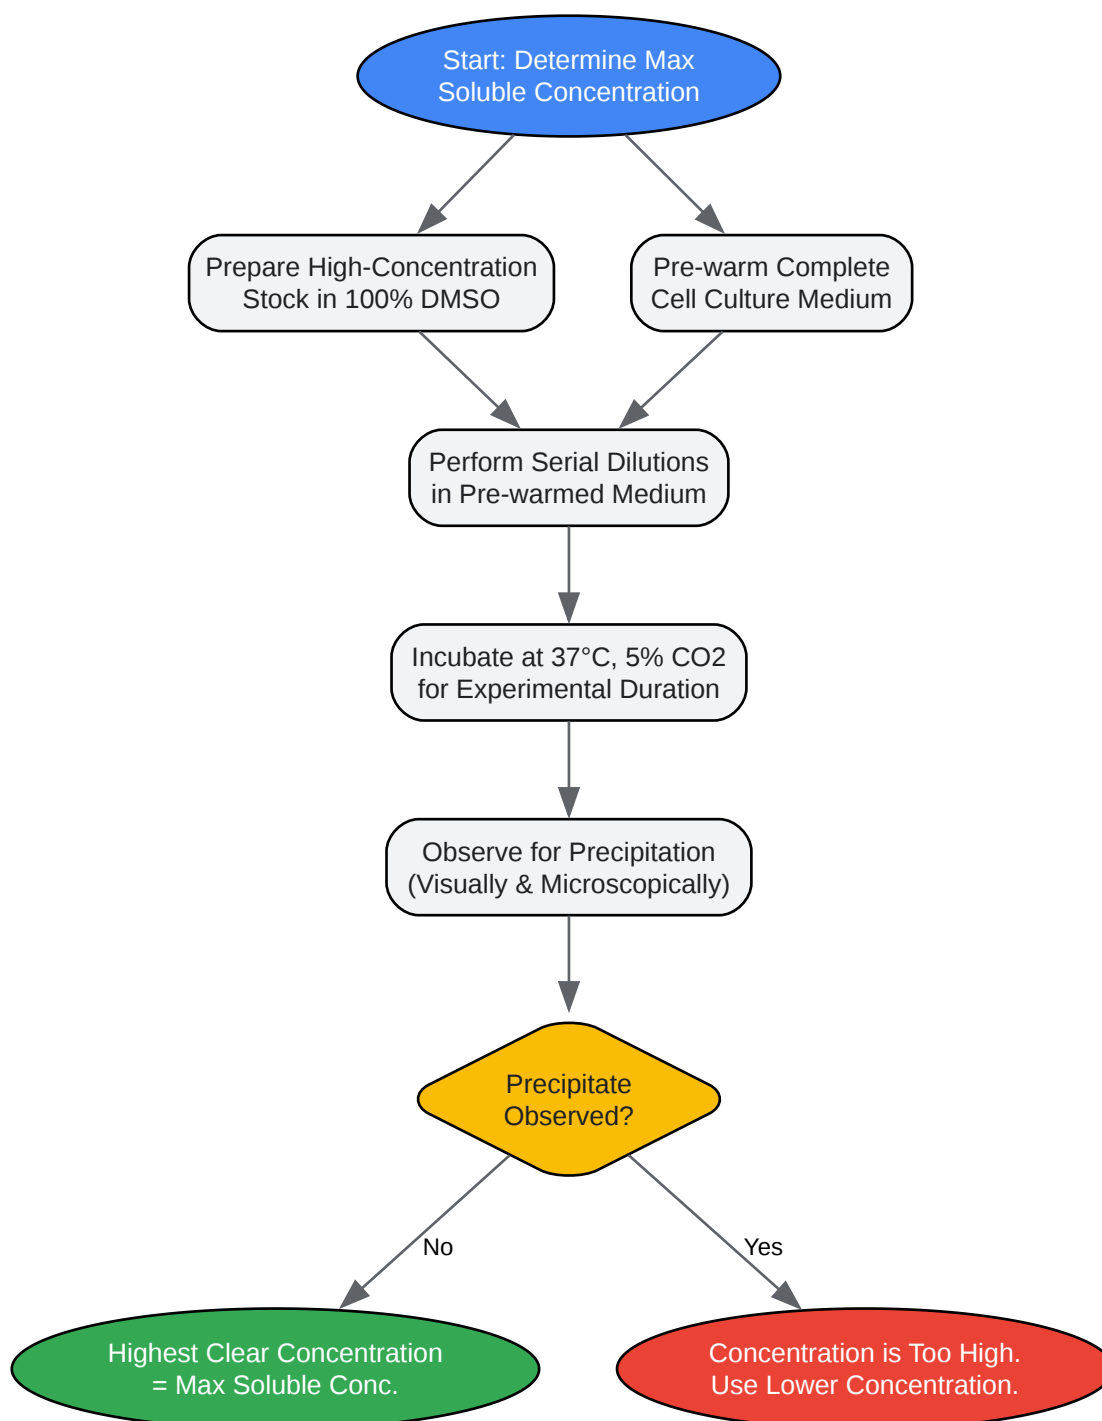 Start: Determine Max
Soluble Concentration
Prepare High-Concentration
Stock in 100% DMSO
Pre-warm Complete
Cell Culture Medium
Perform Serial Dilutions
in Pre-warmed Medium
Incubate at 37°C, 5% CO2
for Experimental Duration
Observe for Precipitation
(Visually & Microscopically)
Precipitate
Observed?
No
Yes
Highest Clear Concentration
= Max Soluble Conc.
Concentration is Too High.
Use Lower Concentration.